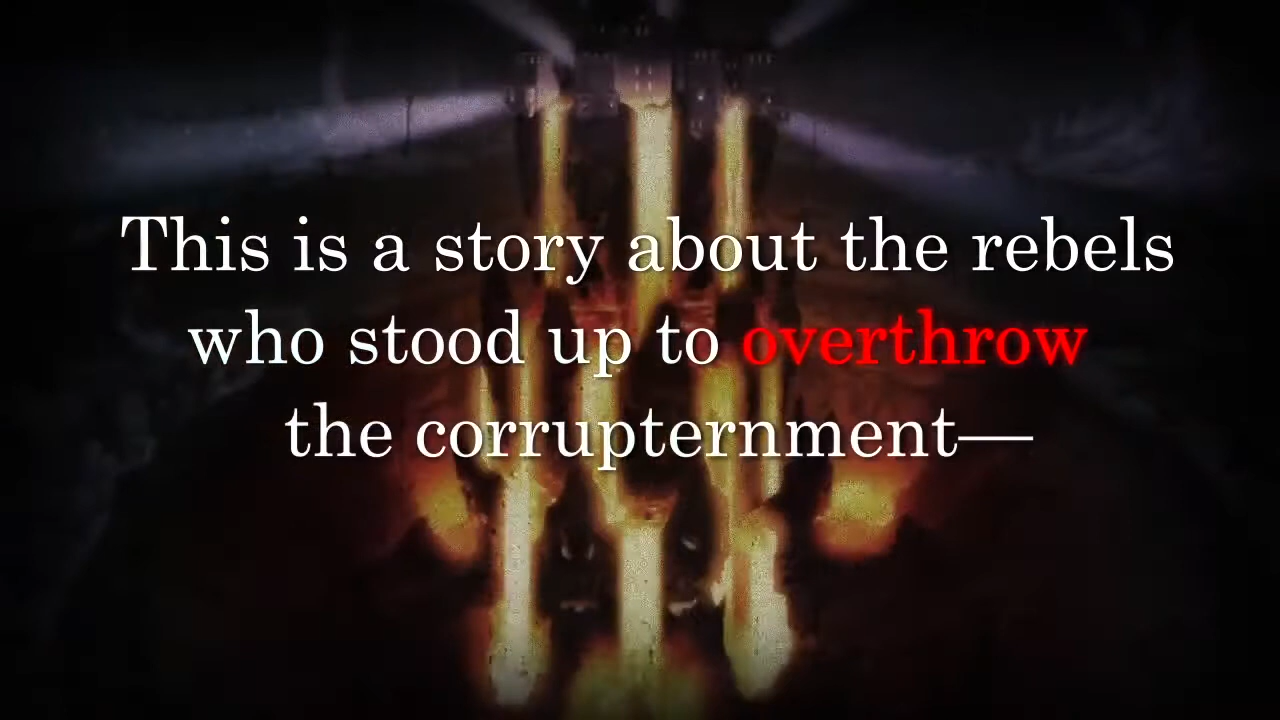 This is a story about the rebels
who stood up to overthrow
the corrupternment—